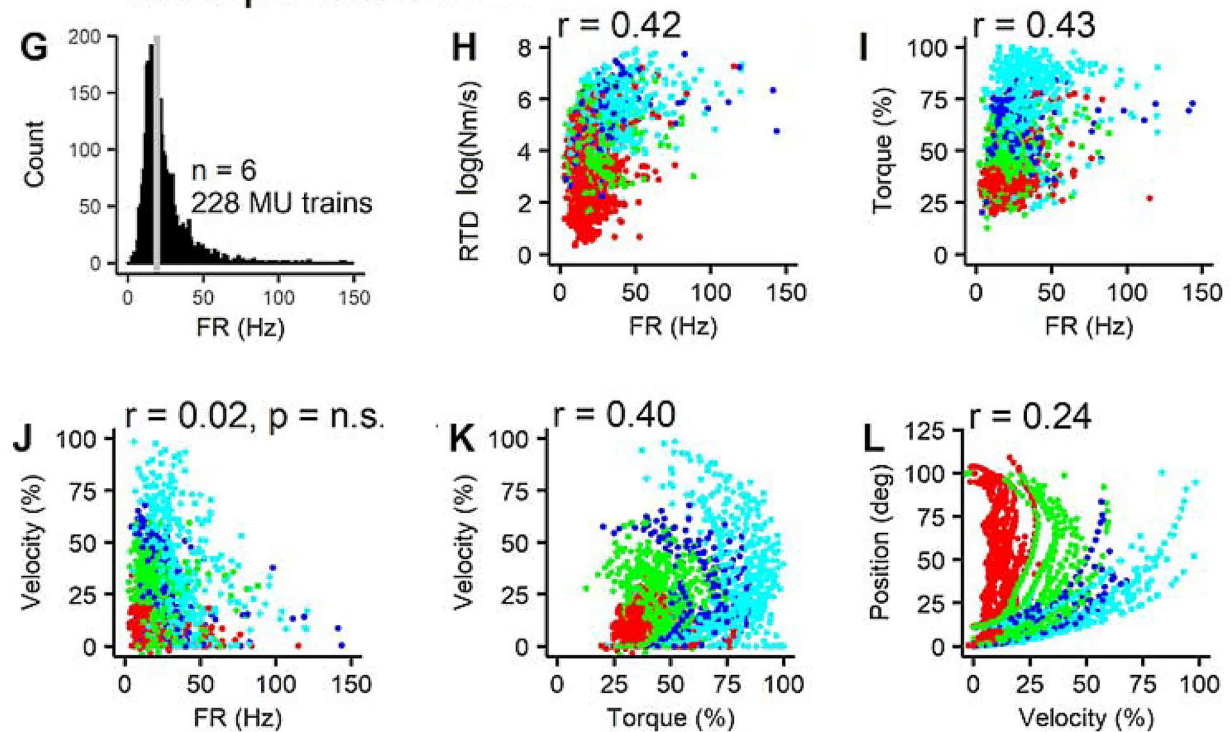 G
200
150
100
50
0
Count
n = 6
228 MU trains
0 50 100 150
FR (Hz)
H
r = 0.42
8
6
4
2
0
RTD log(Nm/s)
0 50 100 150
FR (Hz)
I
r = 0.43
100
75
50
25
0
Torque (%)
0 50 100 150
FR (Hz)
J
r = 0.02, p = n.s.
100
75
50
25
0
Velocity (%)
0 50 100 150
FR (Hz)
K
r = 0.40
100
75
50
25
0
Velocity (%)
0 25 50 75 100
Torque (%)
L
r = 0.24
125
100
75
50
25
0
Position (deg)
0 25 50 75 100
Velocity (%)